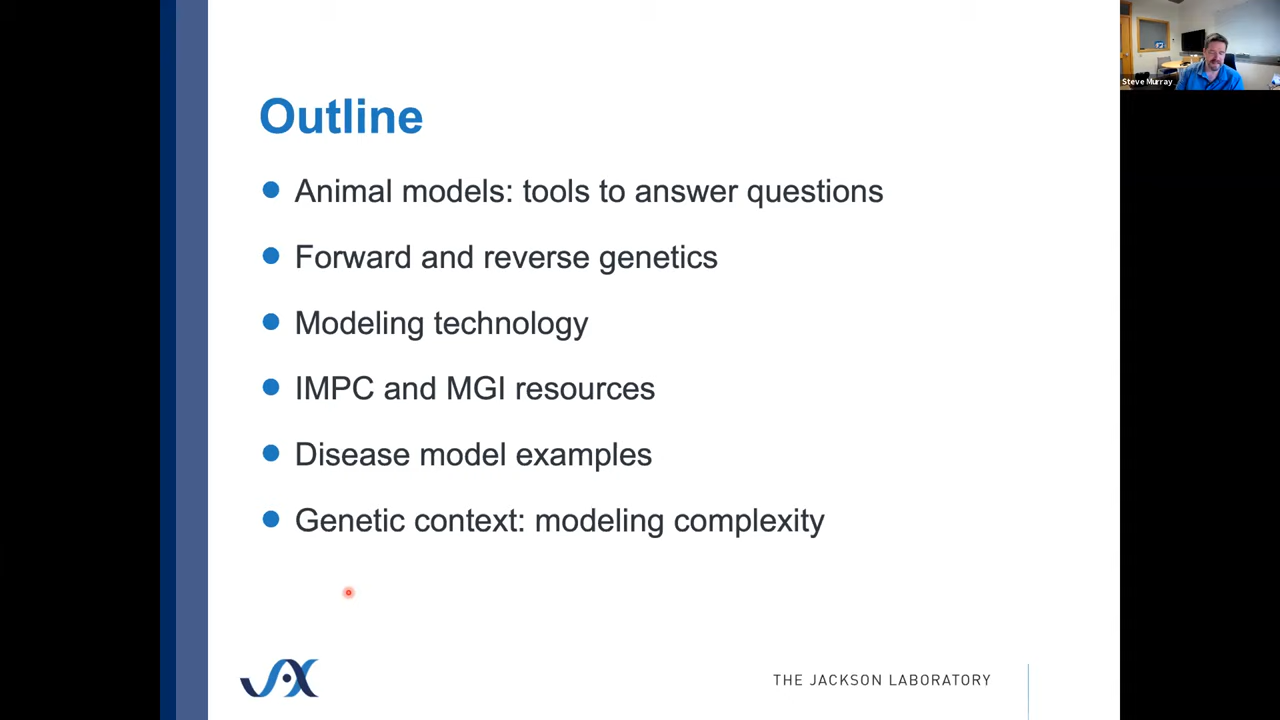 Steve Murray
Outline
Animal models: tools to answer questions
Forward and reverse genetics
Modeling technology
IMPC and MGI resources
Disease model examples
Genetic context: modeling complexity
JAX
THE JACKSON LABORATORY